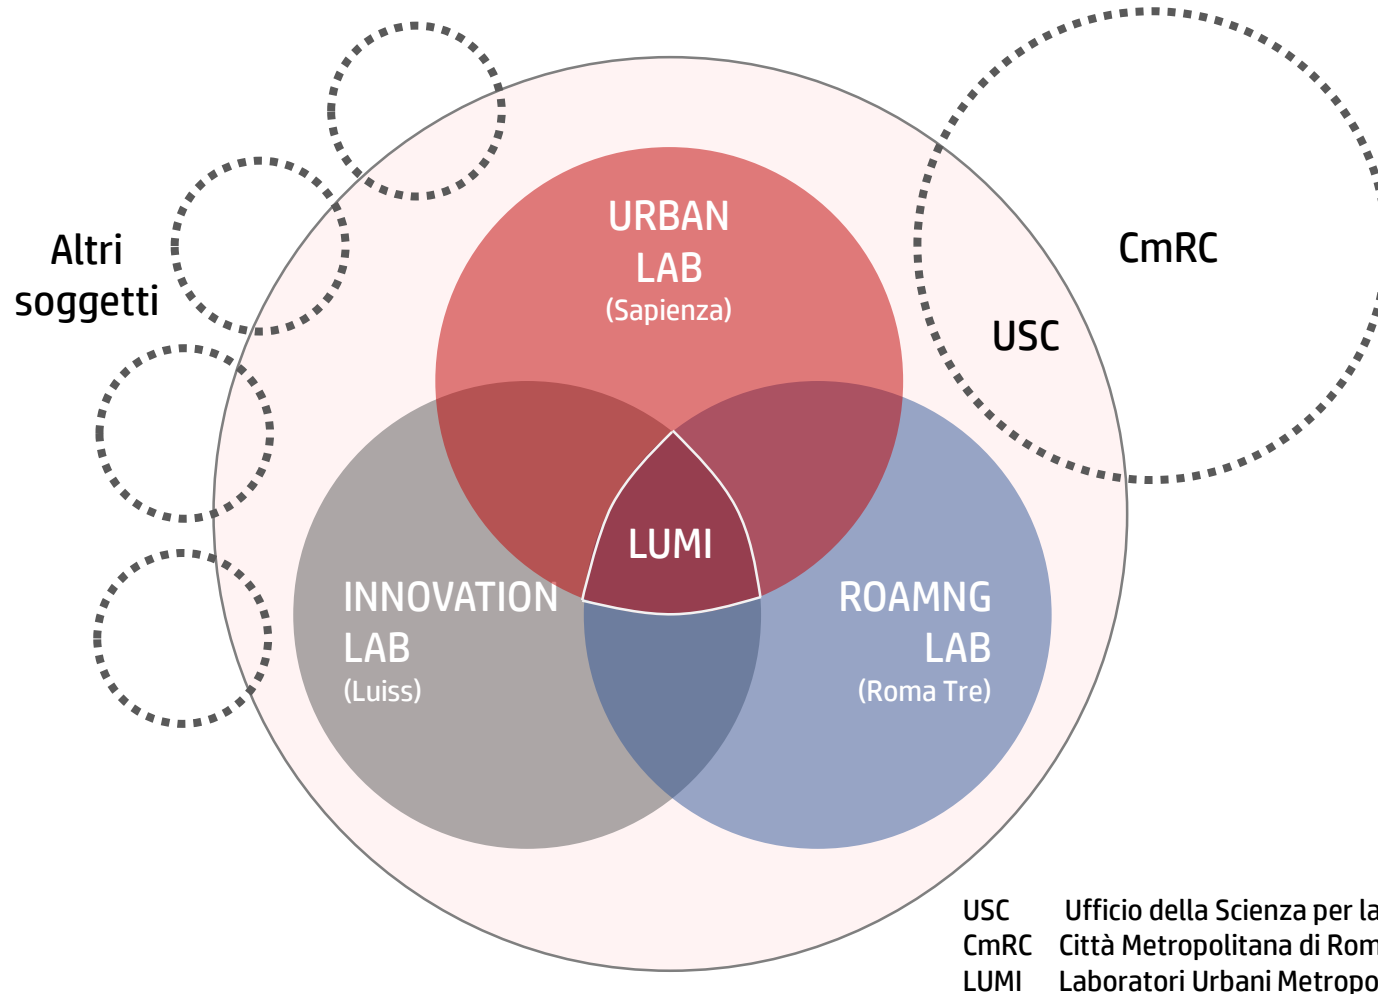 Altri
soggetti
URBAN
LAB
(Sapienza)
CmRC
USC
LUMI
INNOVATION
LAB
(Luiss)
ROAMNG
LAB
(Roma Tre)
USC Ufficio della Scienza per la
CmRC Città Metropolitana di Rom
LUMI Laboratori Urbani Metropo